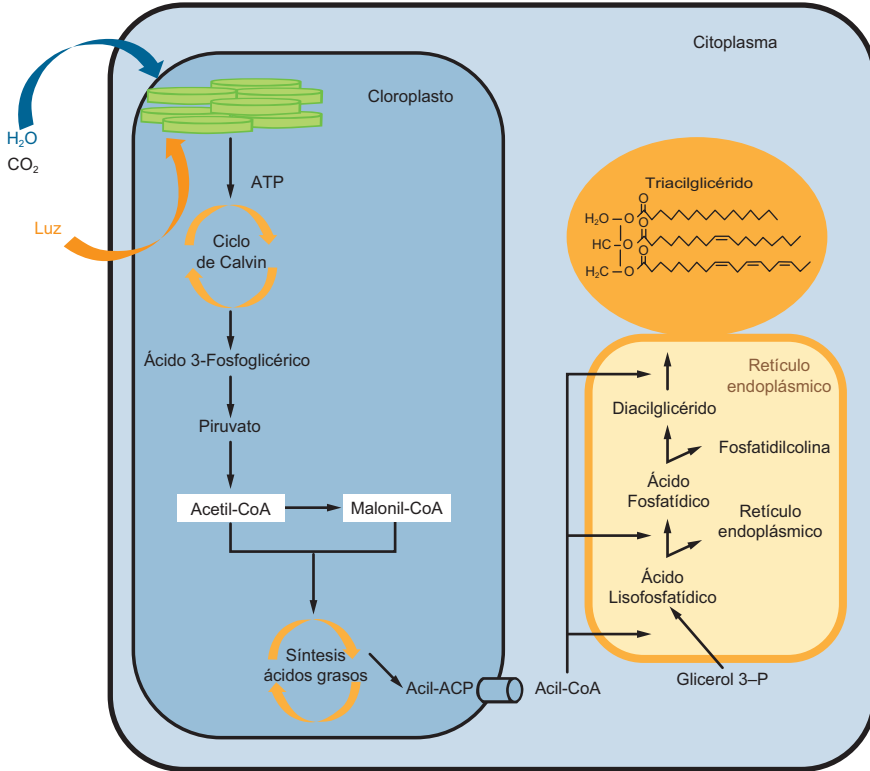 Citoplasma
Cloroplasto
H₂O
CO₂
Luz
ATP
Ciclo
de Calvin
Ácido 3-Fosfoglicérico
Piruvato
Acetil-CoA
Malonil-CoA
Síntesis
ácidos grasos
Acil-ACP
Acil-CoA
Triacilglicérido
O
H₂O
O
O
HC
O
O
H₂C
O
Retículo
endoplásmico
Diacilglicérido
Fosfatidilcolina
Ácido
Fosfatídico
Retículo
endoplásmico
Ácido
Lisofosfatídico
Glicerol 3–P